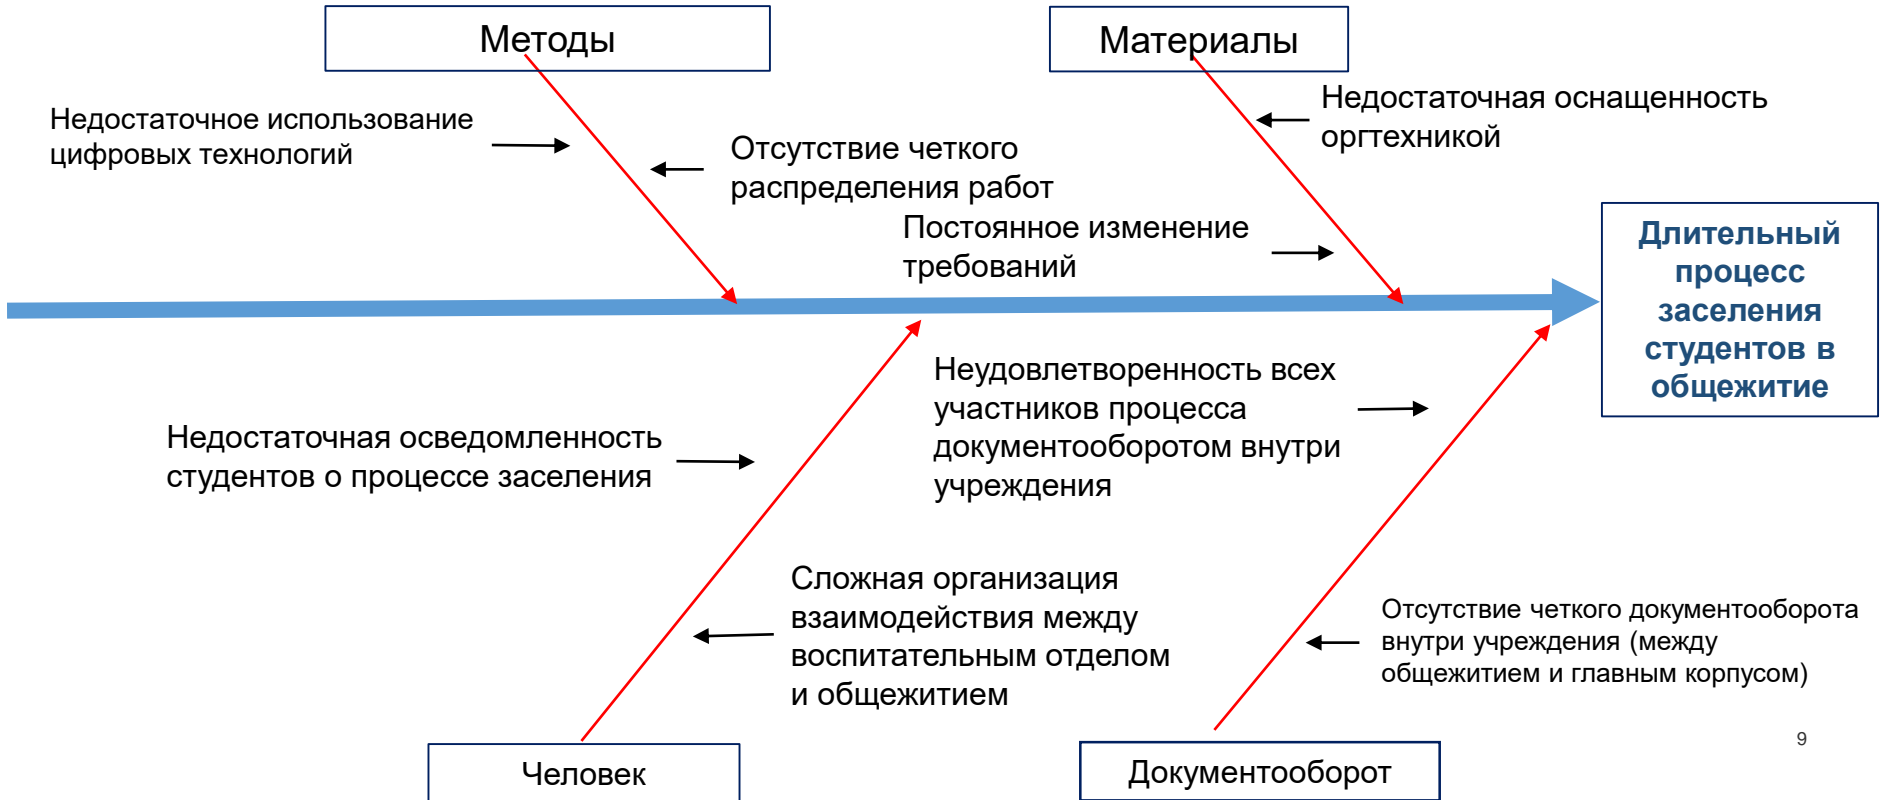 Методы
Материалы
Недостаточное использование
цифровых технологий
Отсутствие четкого
распределения работ
Недостаточная оснащенность
оргтехникой
Постоянное изменение
требований
Длительный
процесс
заселения
студентов в
общежитие
Недостаточная осведомленность
студентов о процессе заселения
Неудовлетворенность всех
участников процесса
документооборотом внутри
учреждения
Сложная организация
взаимодействия между
воспитательным отделом
и общежитием
Отсутствие четкого документооборота
внутри учреждения (между
общежитием и главным корпусом)
Человек
Документооборот
9